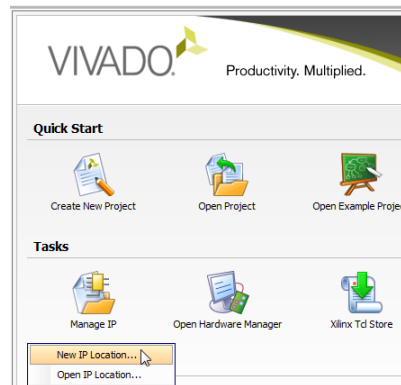 VIVADO.
Productivity. Multiplied.
Quick Start
Create New Project
Open Project
Open Example Proje
Tasks
Manage IP
Open Hardware Manager
Xilinx Tcl Store
New IP Location...
Open IP Location...